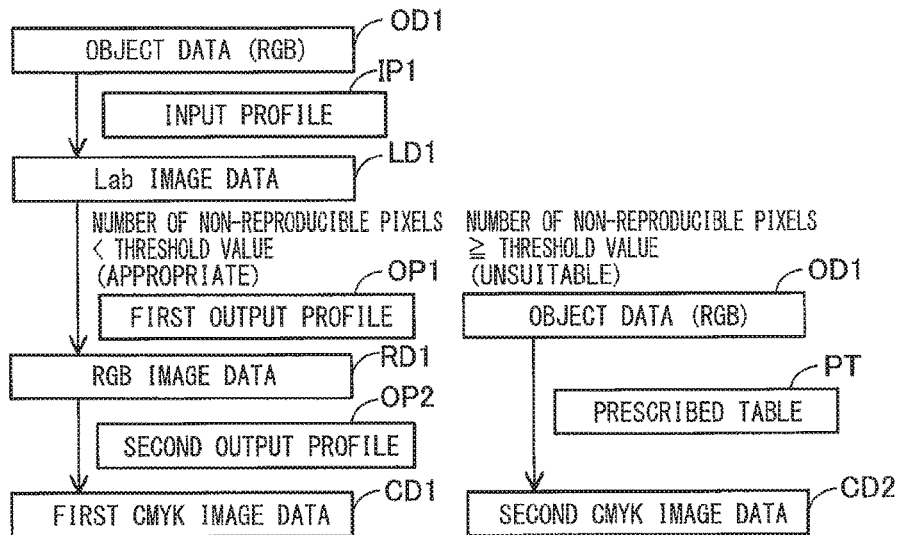 OD1
OBJECT DATA (RGB)
IP1
INPUT PROFILE
LD1
Lab IMAGE DATA
NUMBER OF NON-REPRODUCIBLE PIXELS
< THRESHOLD VALUE
(APPROPRIATE)
OP1
FIRST OUTPUT PROFILE
RD1
RGB IMAGE DATA
OP2
SECOND OUTPUT PROFILE
CD1
FIRST CMYK IMAGE DATA
NUMBER OF NON-REPRODUCIBLE PIXELS
≧ THRESHOLD VALUE
(UNSUITABLE)
OD1
OBJECT DATA (RGB)
PT
PRESCRIBED TABLE
CD2
SECOND CMYK IMAGE DATA